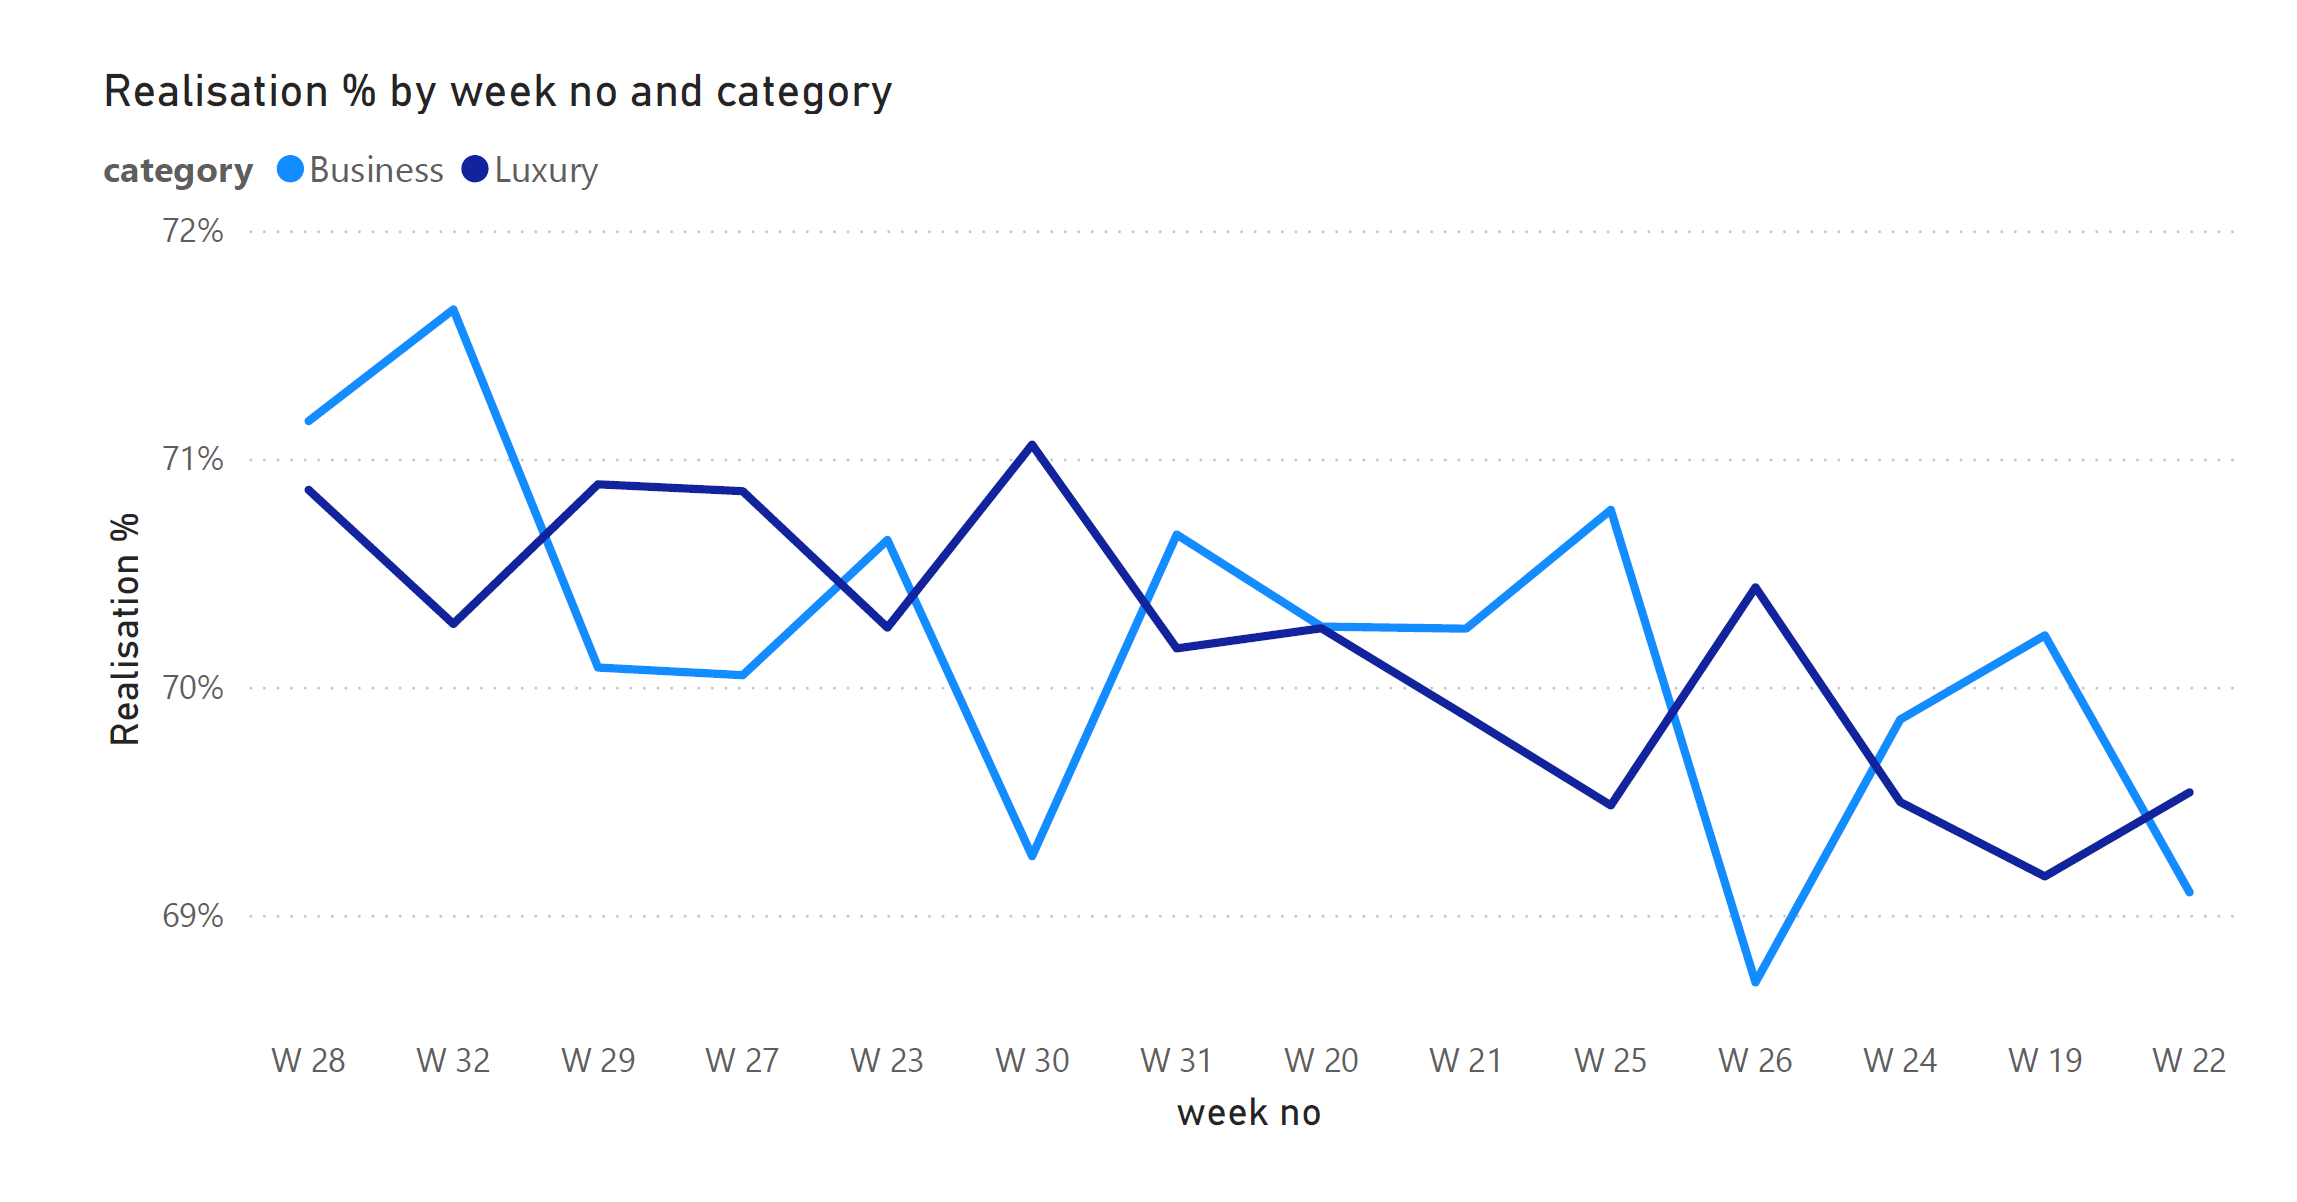 Realisation % by week no and category
category Business Luxury
72%
71%
70%
69%
Realisation %
W 28 W 32 W 29 W 27 W 23 W 30 W 31 W 20 W 21 W 25 W 26 W 24 W 19 W 22
week no